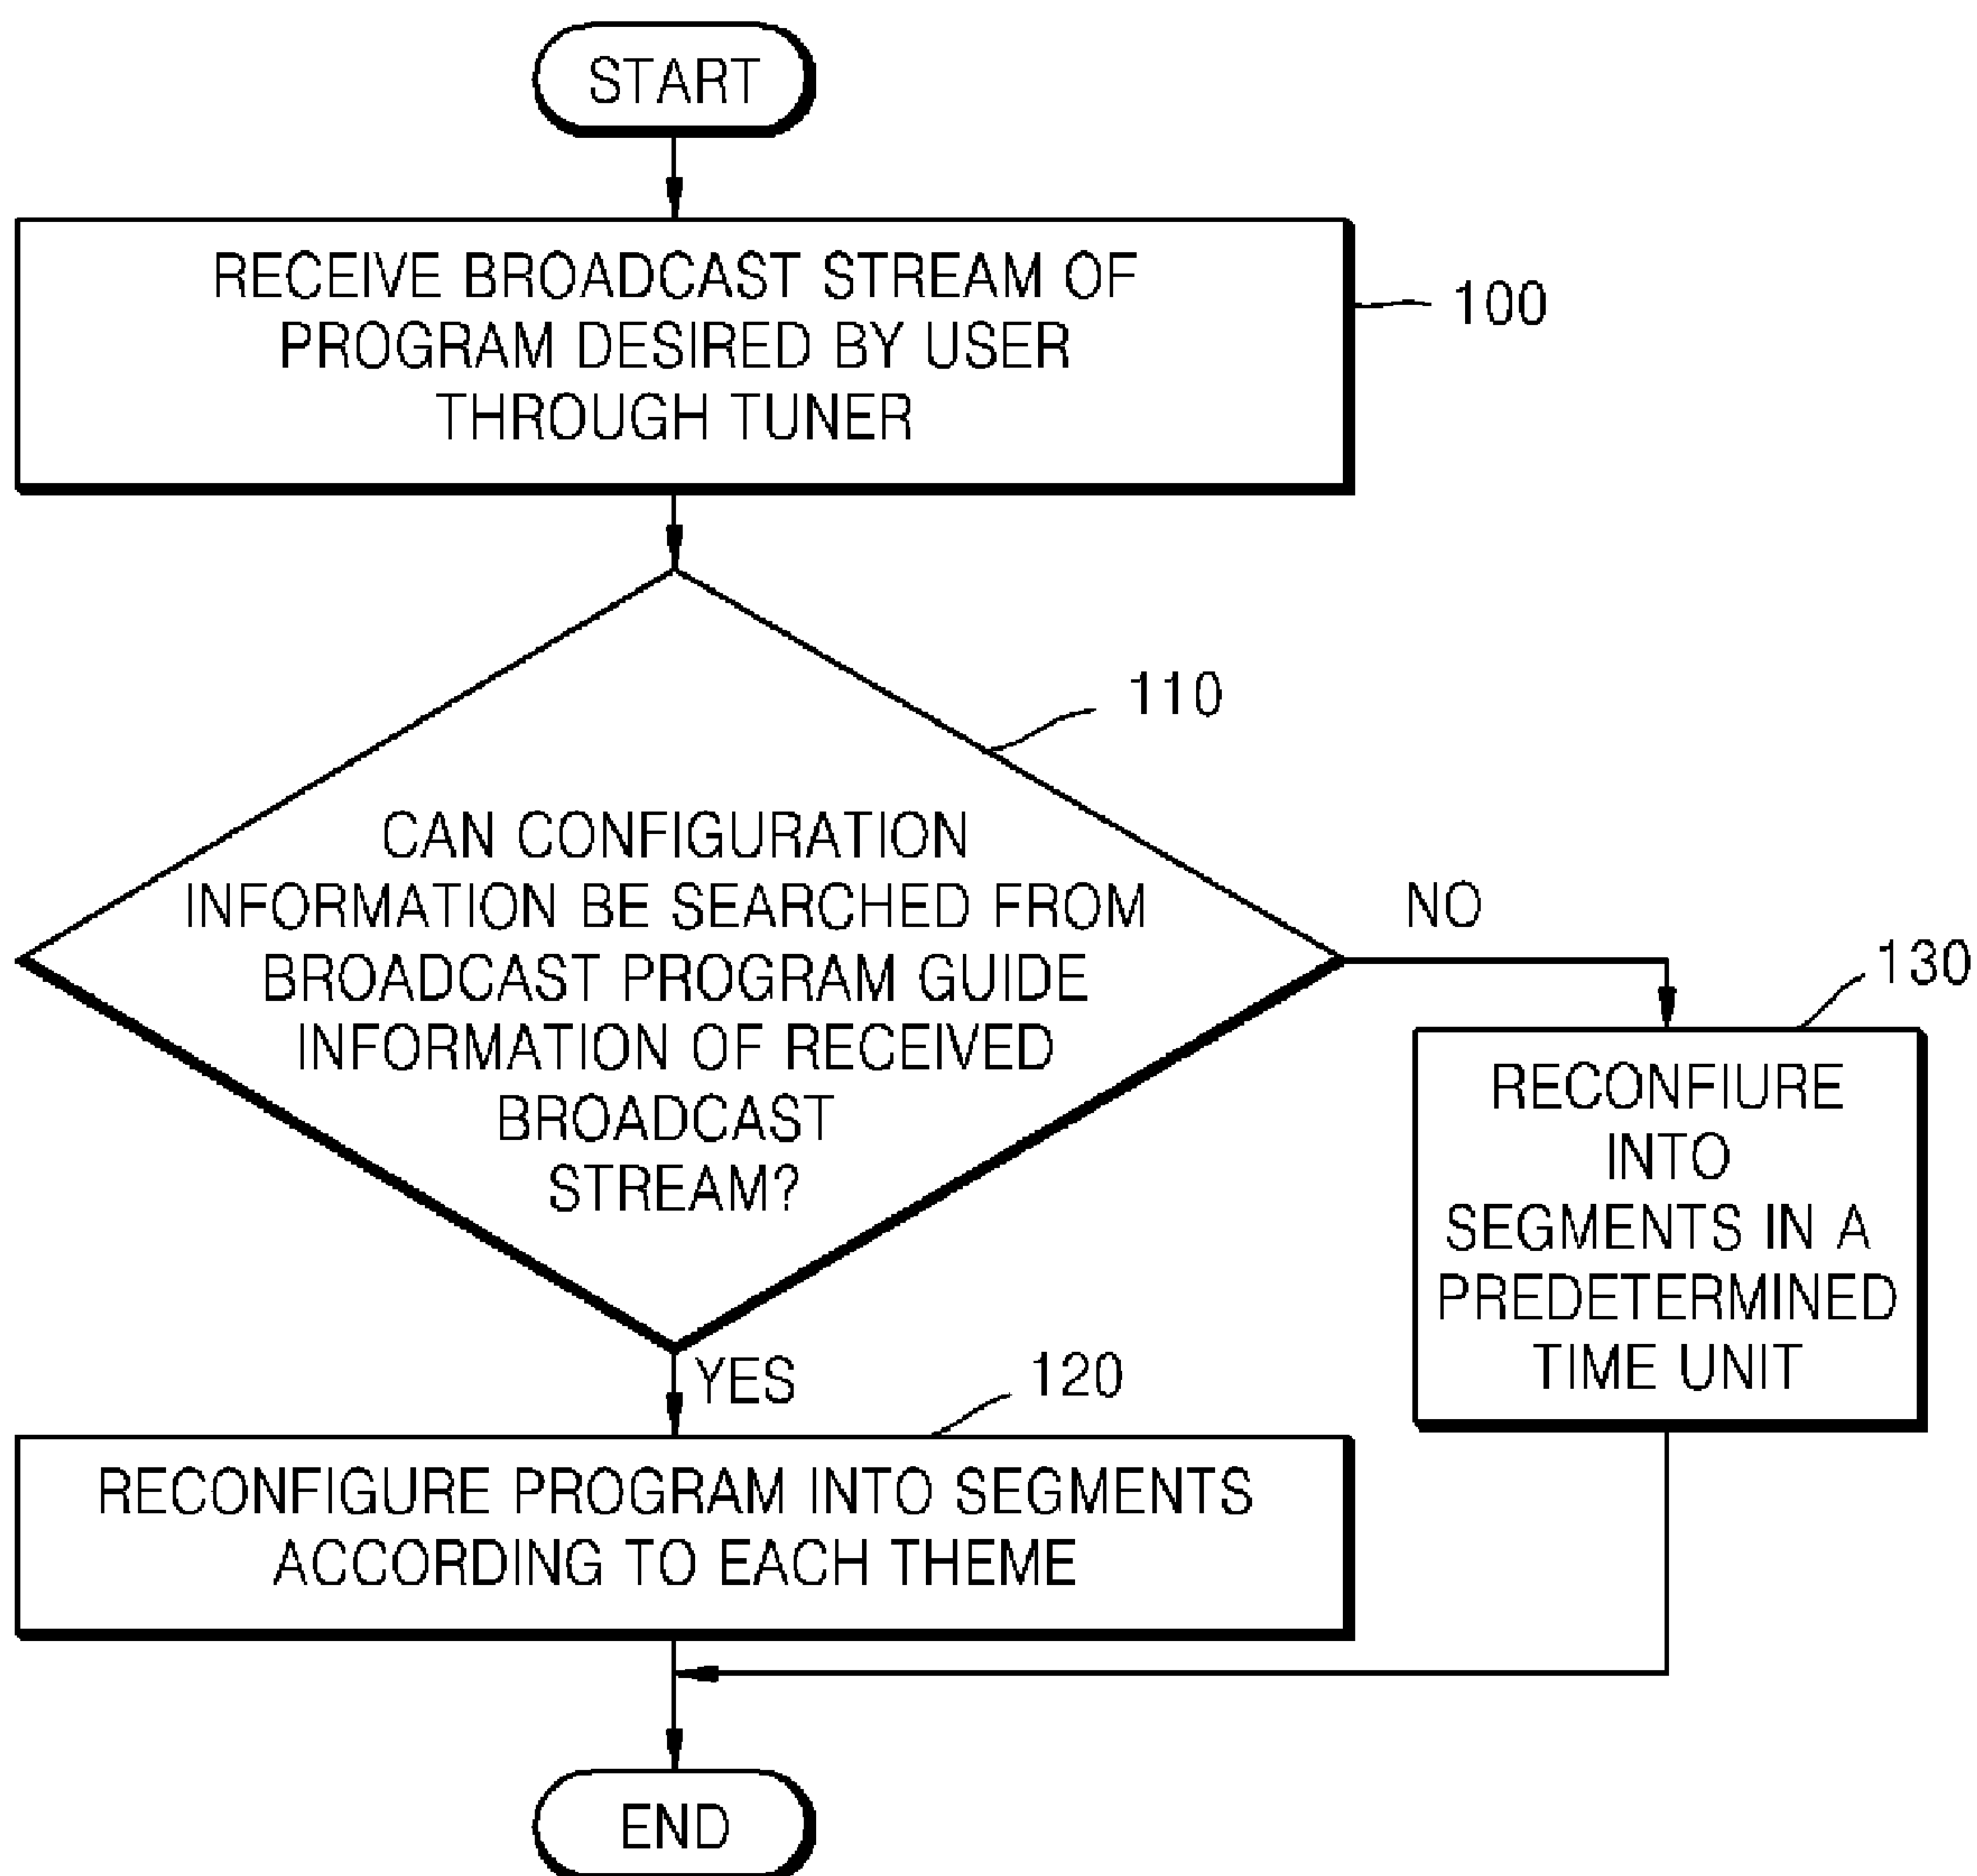 START
RECEIVE BROADCAST STREAM OF
PROGRAM DESIRED BY USER
THROUGH TUNER
100
110
CAN CONFIGURATION
INFORMATION BE SEARCHED FROM
BROADCAST PROGRAM GUIDE
INFORMATION OF RECEIVED
BROADCAST
STREAM?
NO
130
RECONFIURE
INTO
SEGMENTS IN A
PREDETERMINED
TIME UNIT
YES
120
RECONFIGURE PROGRAM INTO SEGMENTS
ACCORDING TO EACH THEME
END